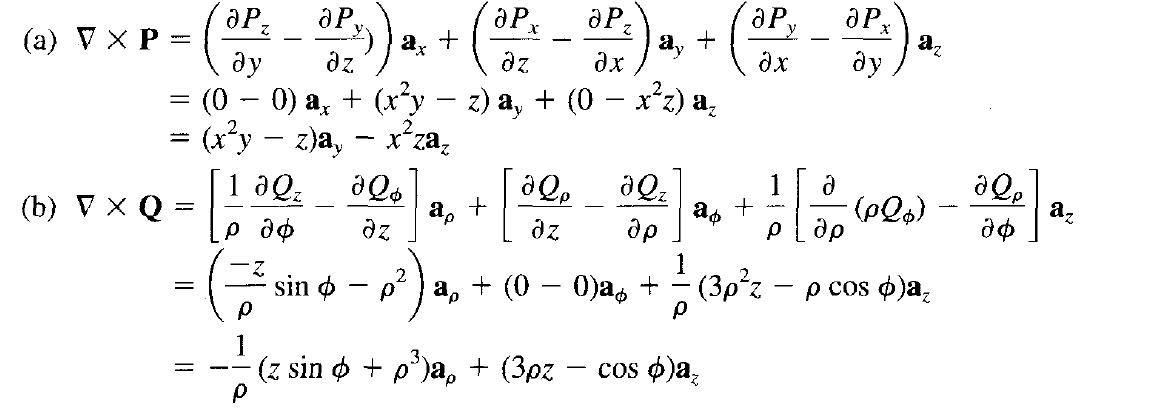 (a) ∇ × P = (∂P_z/∂y − ∂P_y/∂z)) a_x + (∂P_x/∂z − ∂P_z/∂x) a_y + (∂P_y/∂x − ∂P_x/∂y) a_z
= (0 − 0) a_x + (x²y − z) a_y + (0 − x²z) a_z
= (x²y − z)a_y − x²za_z
(b) ∇ × Q = [1/ρ ∂Q_z/∂ϕ − ∂Q_ϕ/∂z] a_ρ + [∂Q_ρ/∂z − ∂Q_z/∂ρ] a_ϕ + 1/ρ [∂/∂ρ (ρQ_ϕ) − ∂Q_ρ/∂ϕ] a_z
= (−z/ρ sin ϕ − ρ²) a_ρ + (0 − 0)a_ϕ + 1/ρ (3ρ²z − ρ cos ϕ)a_z
= −1/ρ (z sin ϕ + ρ³)a_ρ + (3ρz − cos ϕ)a_z